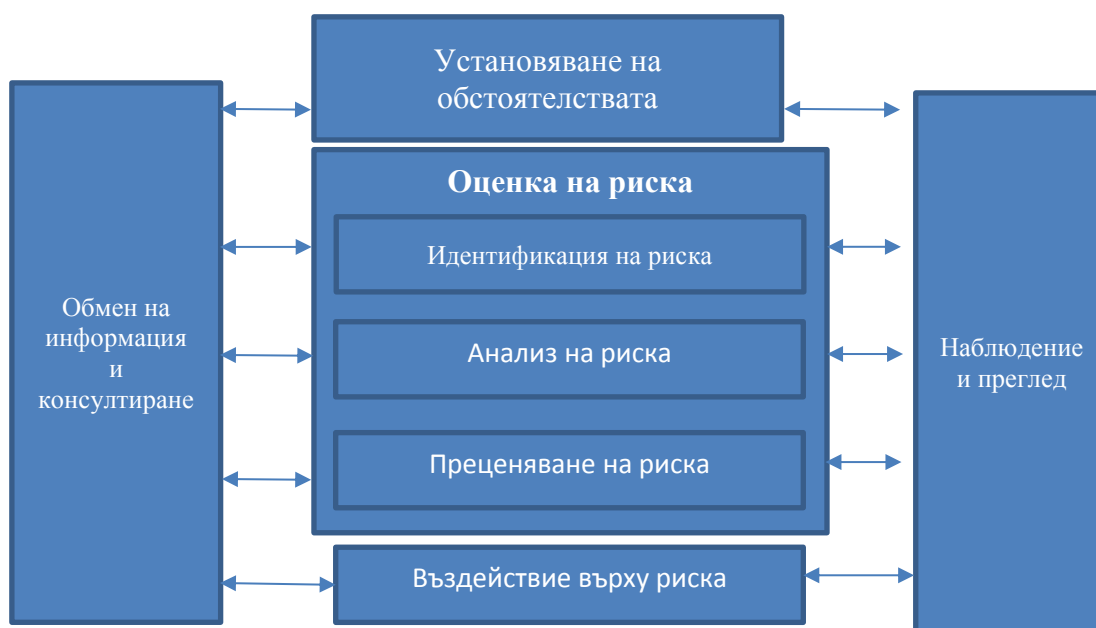 Установяване на
обстоятелствата
Оценка на риска
Идентификация на риска
Анализ на риска
Преценяване на риска
Въздействие върху риска
Обмен на
информация
и
консултиране
Наблюдение
и преглед